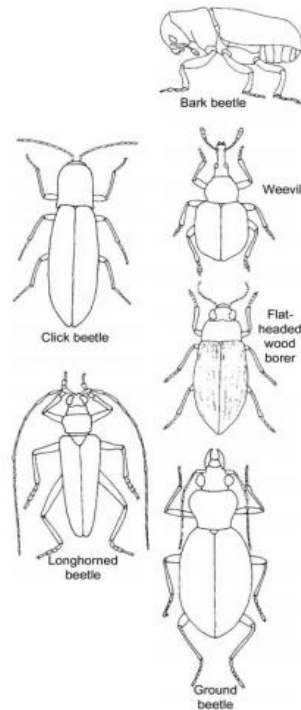 Bark beetle
Weevil
Click beetle
Flat-
headed
wood
borer
Longhorned
beetle
Ground
beetle